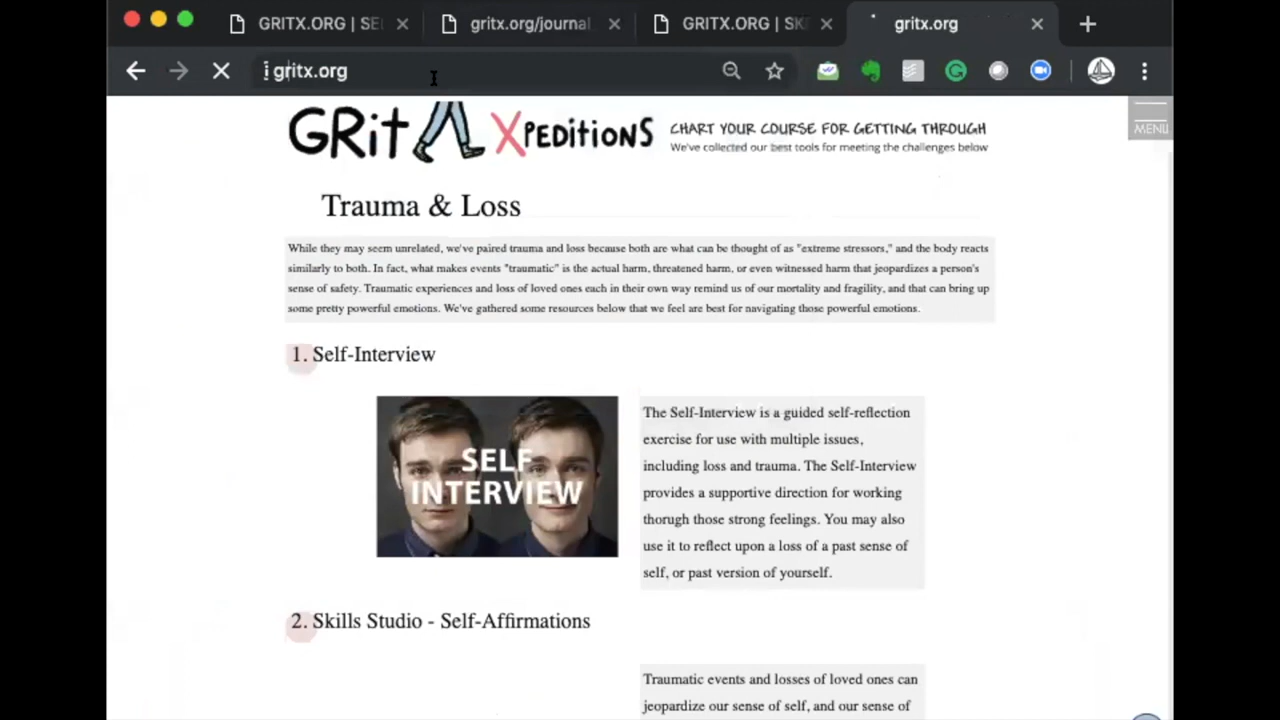 GRITX.ORG | SE
gritx.org/journal
GRITX.ORG | SK
gritx.org
gritx.org
GRit XPeditionS
CHART YOUR COURSE FOR GETTING THROUGH
We've collected our best tools for meeting the challenges below
MENU
Trauma & Loss
While they may seem unrelated, we've paired trauma and loss because both are what can be thought of as "extreme stressors," and the body reacts
similarly to both. In fact, what makes events "traumatic" is the actual harm, threatened harm, or even witnessed harm that jeopardizes a person's
sense of safety. Traumatic experiences and loss of loved ones each in their own way remind us of our mortality and fragility, and that can bring up
some pretty powerful emotions. We've gathered some resources below that we feel are best for navigating those powerful emotions.
1. Self-Interview
SELF
INTERVIEW
The Self-Interview is a guided self-reflection
exercise for use with multiple issues,
including loss and trauma. The Self-Interview
provides a supportive direction for working
thorugh those strong feelings. You may also
use it to reflect upon a loss of a past sense of
self, or past version of yourself.
2. Skills Studio - Self-Affirmations
Traumatic events and losses of loved ones can
jeopardize our sense of self, and our sense of